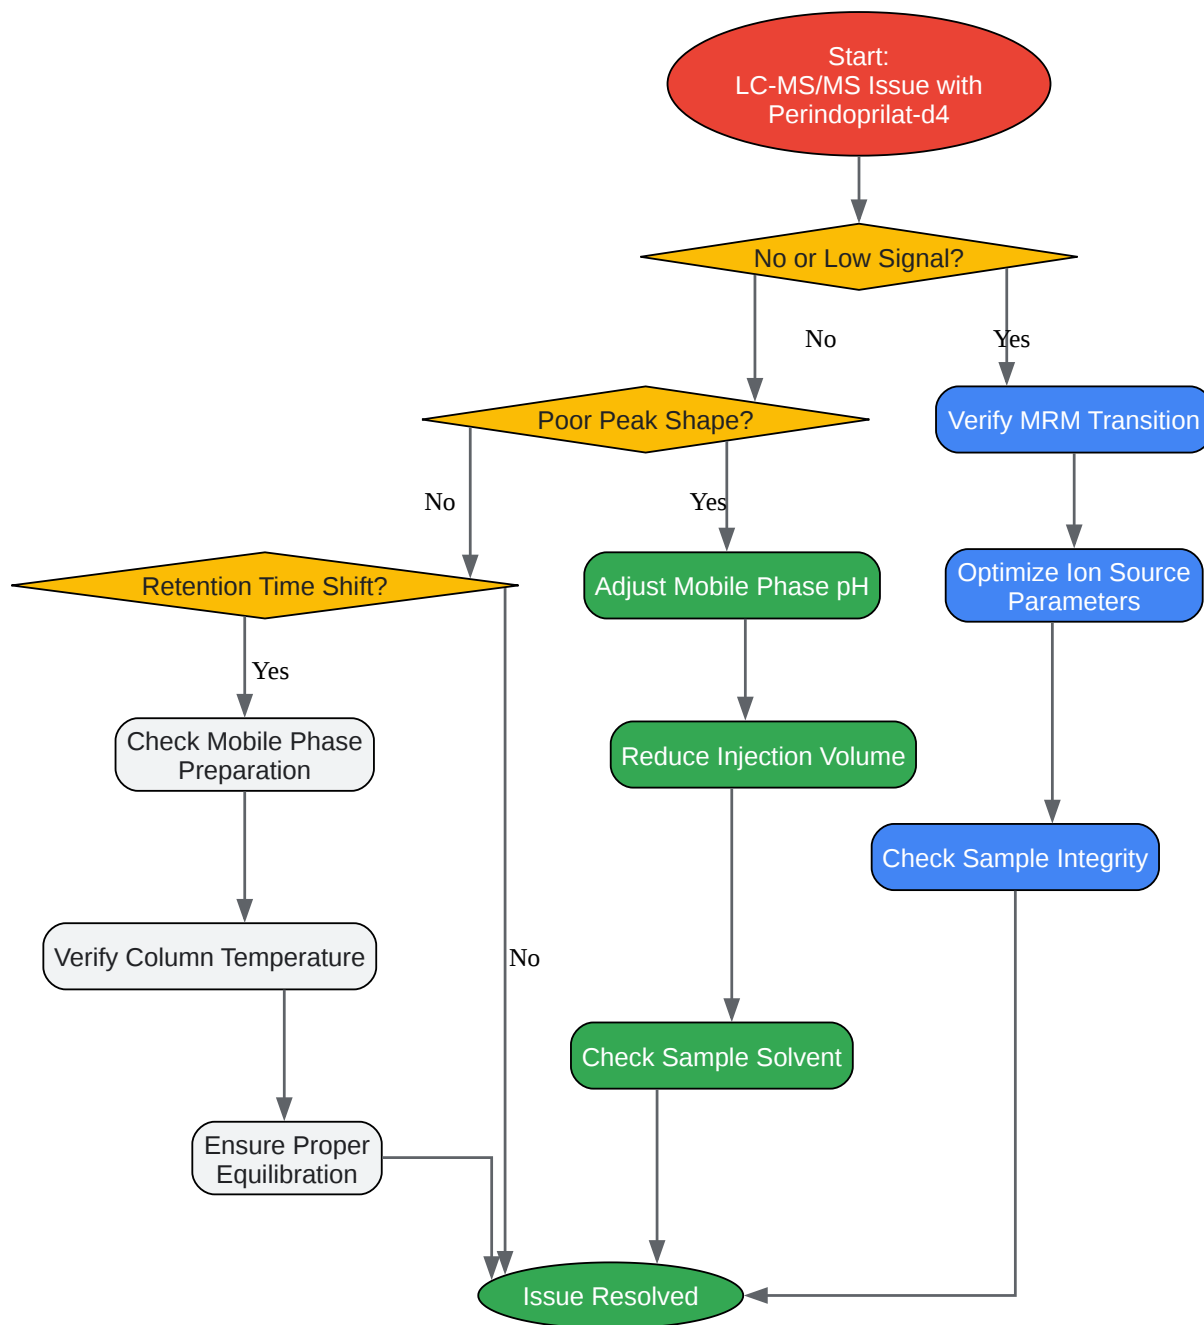 Start:
LC-MS/MS Issue with
Perindoprilat-d4
No or Low Signal?
No
Yes
Poor Peak Shape?
Verify MRM Transition
No
Yes
Retention Time Shift?
Adjust Mobile Phase pH
Optimize Ion Source
Parameters
Yes
Check Mobile Phase
Preparation
Reduce Injection Volume
Check Sample Integrity
Verify Column Temperature
No
Check Sample Solvent
Ensure Proper
Equilibration
Issue Resolved